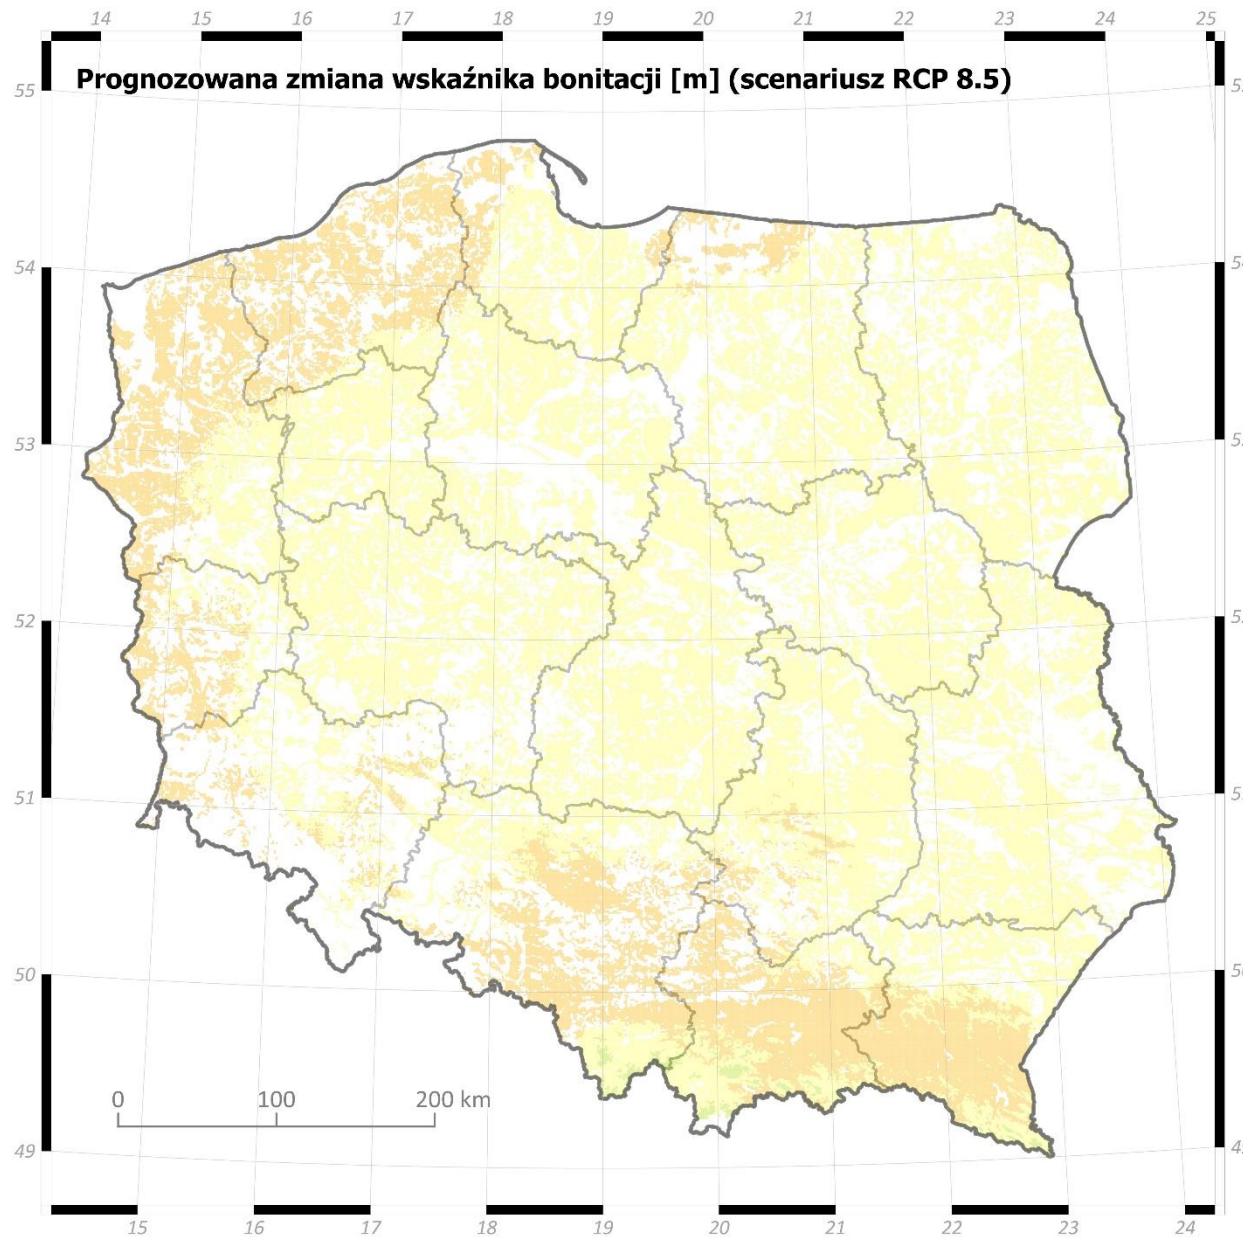 14 15 16 17 18 19 20 21 22 23 24 25
Prognozowana zmiana wskaźnika bonitacji [m] (scenariusz RCP 8.5)
55
54
53
52
51
50
0 100 200 km
49
15 16 17 18 19 20 21 22 23 24